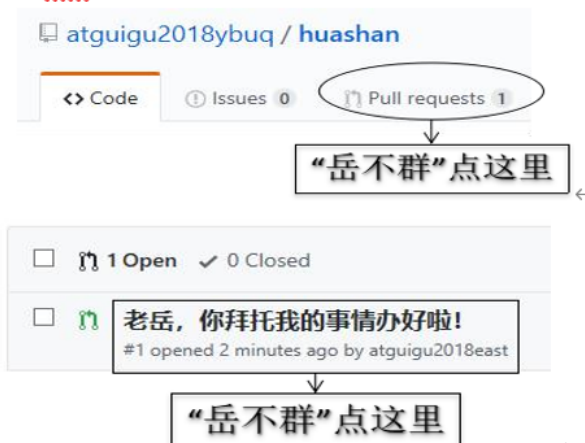 atguigu2018ybuq / huashan
Code Issues 0 Pull requests 1
“岳不群”点这里
1 Open 0 Closed
老岳，你拜托我的事情办好啦！
#1 opened 2 minutes ago by atguigu2018east
“岳不群”点这里